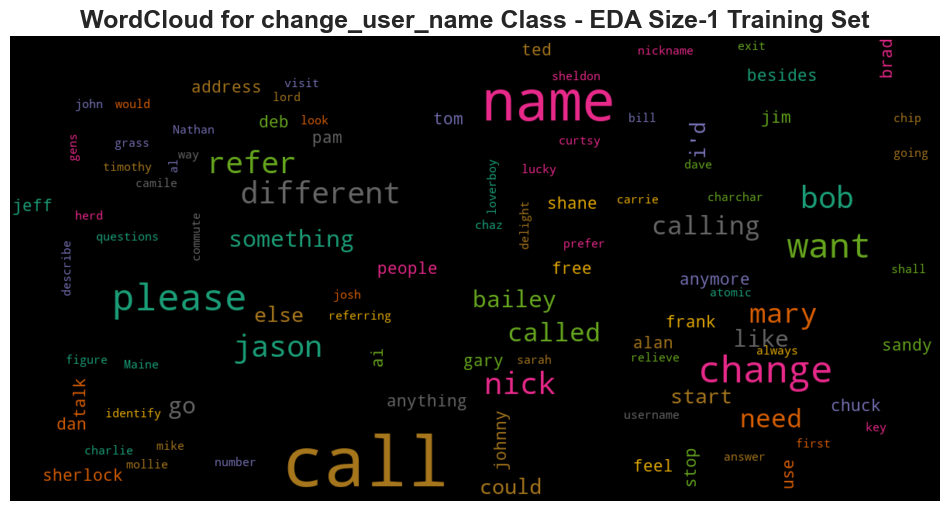 WordCloud for change_user_name Class - EDA Size-1 Training Set
ted
nickname
exit
brad
sheldon
besides
address
visit
lord
name
john
would
tom
bill
i'd
jim
chip
deb
look
Nathan
pam
curtsy
gens
grass
way
al
refer
going
timothy
camile
different
loverboy
lucky
dave
jeff
herd
shane
carrie
charchar
bob
commute
questions
something
chaz
delight
prefer
calling
want
describe
people
free
anymore
shall
atomic
please
josh
referring
bailey
else
frank
mary
called
jason
ai
alan
like
always
sandy
figure
Maine
gary
sarah
relieve
change
nick
talk
identify
go
anything
start
chuck
dan
username
need
key
johnny
charlie
mike
call
first
mollie
number
feel
stop
answer
use
sherlock
could